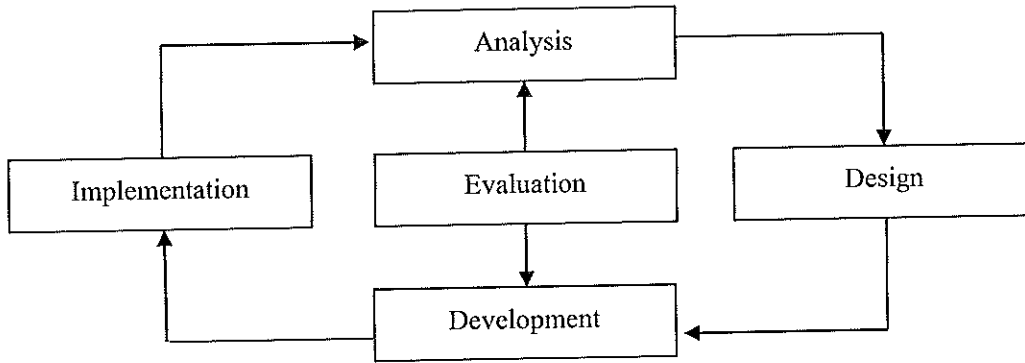 Analysis
Implementation
Evaluation
Design
Development